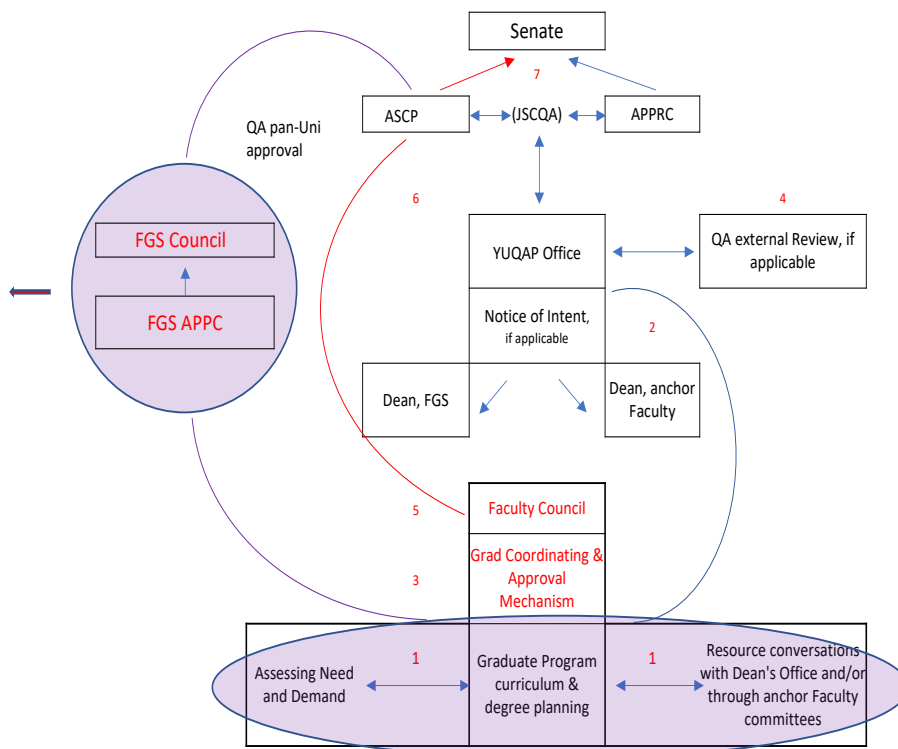 Senate
7
ASCP
(JSCQA)
APPRC
QA pan-Uni
approval
6
4
FGS Council
YUQAP Office
QA external Review, if
applicable
FGS APPC
Notice of Intent,
if applicable
2
Dean, FGS
Dean, anchor
Faculty
5
Faculty Council
3
Grad Coordinating &
Approval
Mechanism
Assessing Need
and Demand
1
Graduate Program
curriculum &
degree planning
1
Resource conversations
with Dean's Office and/or
through anchor Faculty
committees